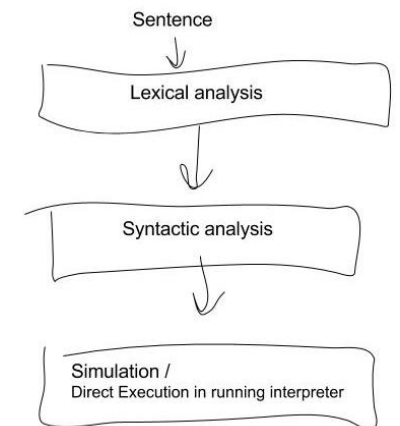 Sentence
Lexical analysis
Syntactic analysis
Simulation /
Direct Execution in running interpreter